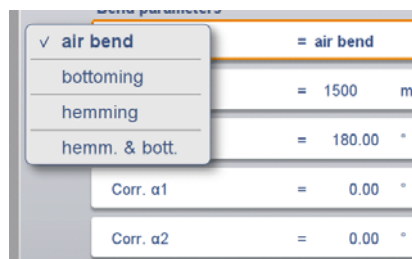 Bend parameters
✓ air bend = air bend
bottoming
= 1500
hemming
= 180.00 °
hemm. & bott.
Corr. α1 = 0.00 °
Corr. α2 = 0.00 °